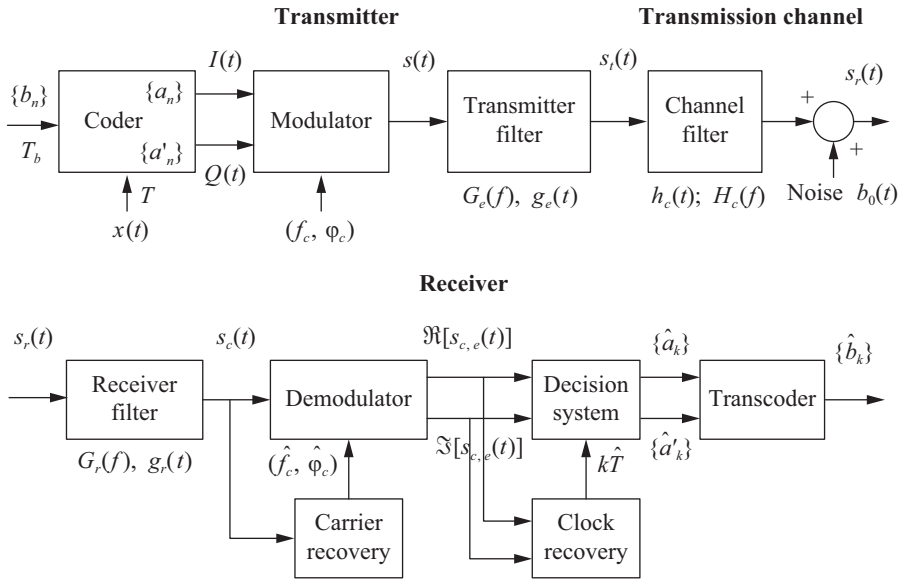 Transmitter
Transmission channel
{b_n}
T_b
Coder
{a_n}
{a'_n}
I(t)
Q(t)
T
x(t)
Modulator
(f_c, φ_c)
s(t)
Transmitter
filter
G_e(f), g_e(t)
s_t(t)
Channel
filter
h_c(t); H_c(f)
+
+
s_r(t)
Noise b_0(t)
Receiver
s_r(t)
Receiver
filter
G_r(f), g_r(t)
s_c(t)
Demodulator
(f̂_c, φ̂_c)
Carrier
recovery
ℜ[s_{c, e}(t)]
ℑ[s_{c, e}(t)]
Decision
system
kT̂
Clock
recovery
{â_k}
{â'_k}
Transcoder
{b̂_k}